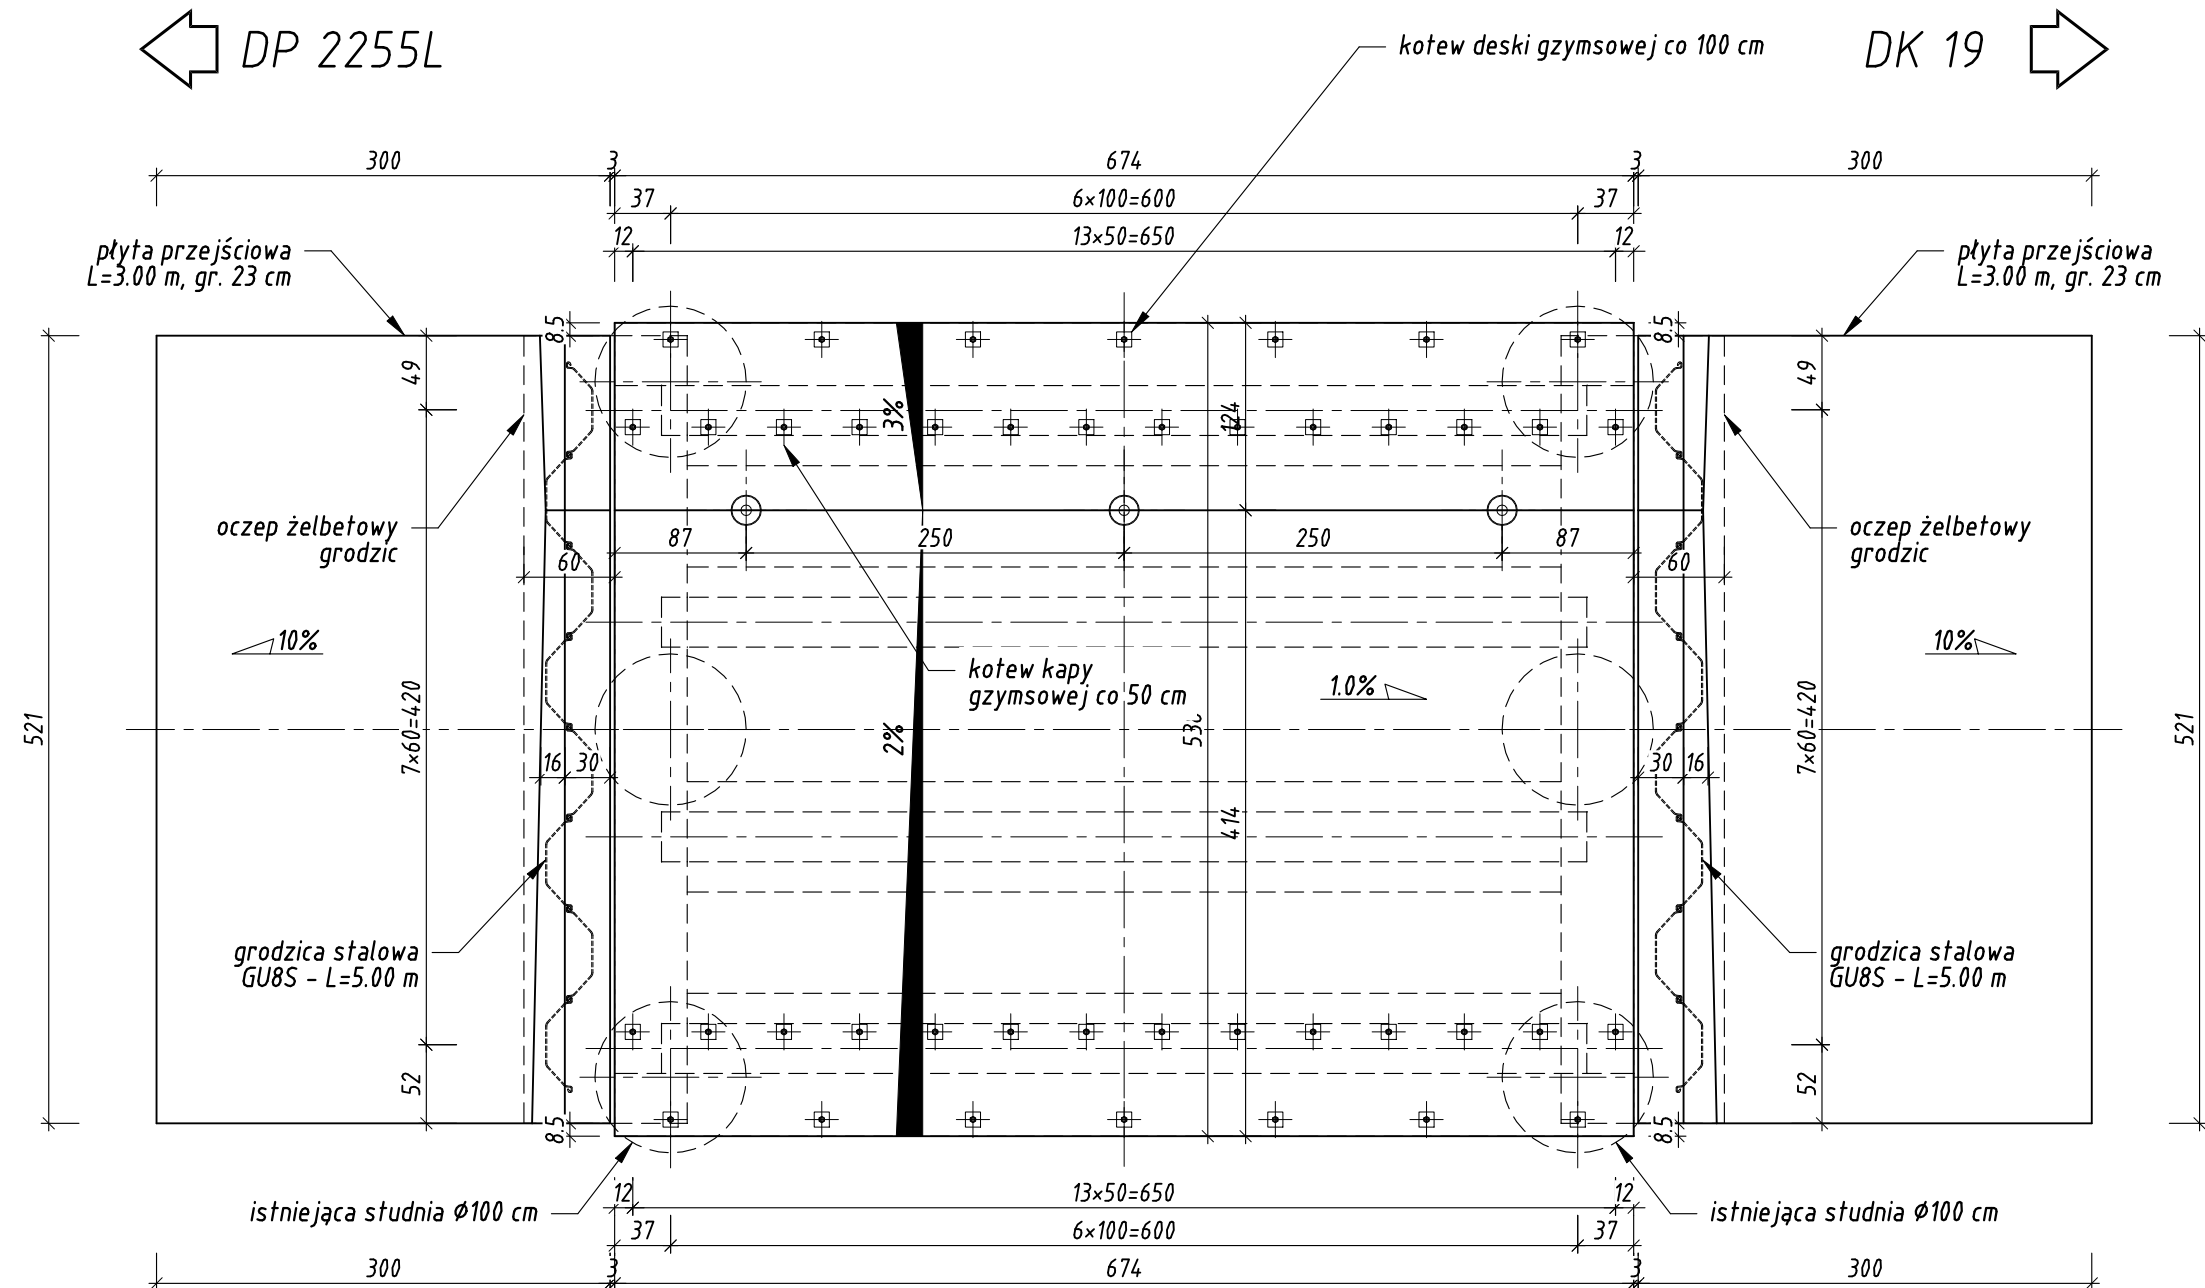 DP 2255L
kotew deski gzymsowej co 100 cm
DK 19
300
3
674
3
300
37
6×100=600
37
12
13×50=650
12
płyta przejściowa
L=3.00 m, gr. 23 cm
płyta przejściowa
L=3.00 m, gr. 23 cm
8.5
8.5
49
49
3%
124
oczep żelbetowy
grodzic
oczep żelbetowy
grodzic
87
250
250
87
60
60
10%
10%
kotew kapy
gzymsowej co 50 cm
1.0%
521
7×60=420
2%
7×60=420
521
16
30
30
16
414
grodzica stalowa
GU8S - L=5.00 m
grodzica stalowa
GU8S - L=5.00 m
52
52
8.5
8.5
12
13×50=650
12
istniejąca studnia Ø100 cm
istniejąca studnia Ø100 cm
37
6×100=600
37
300
3
674
3
300